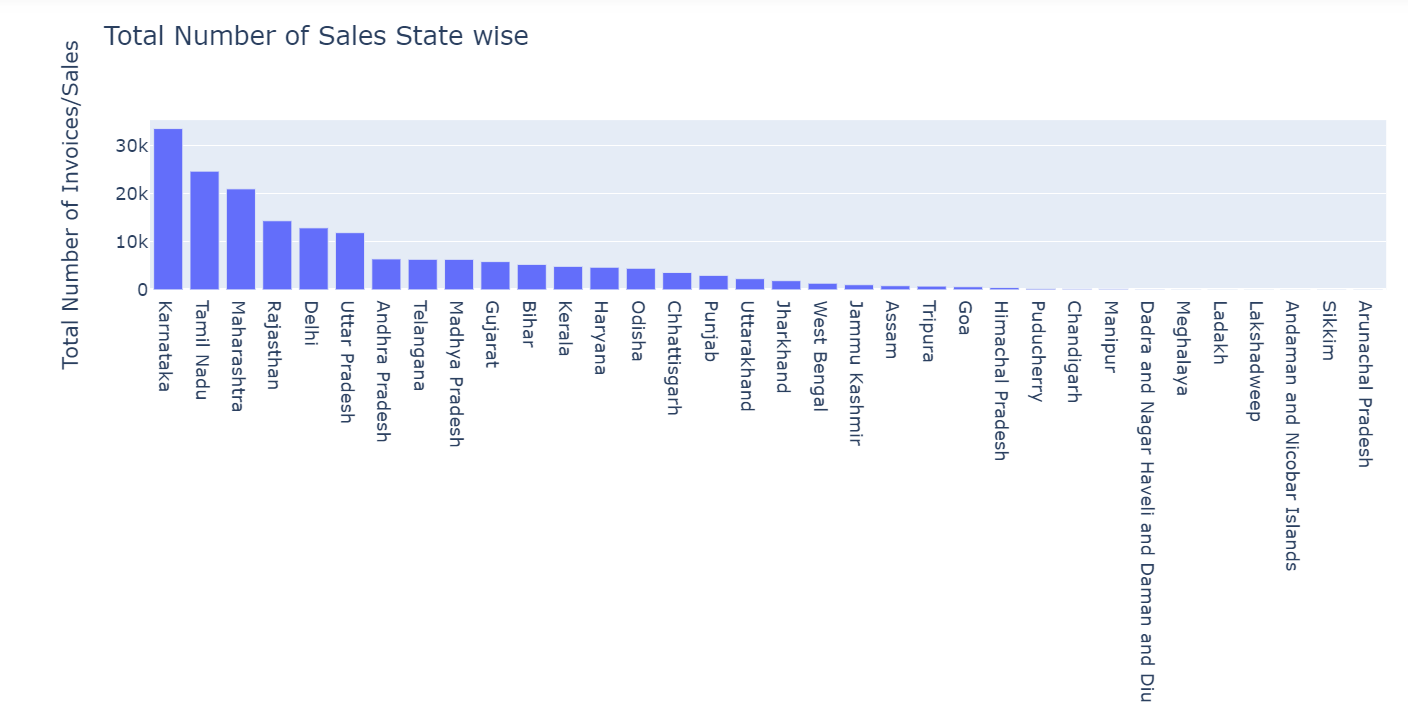 Total Number of Sales State wise
Total Number of Invoices/Sales
30k
20k
10k
0
Karnataka
Tamil Nadu
Maharashtra
Rajasthan
Delhi
Uttar Pradesh
Andhra Pradesh
Telangana
Madhya Pradesh
Gujarat
Bihar
Kerala
Haryana
Odisha
Chhattisgarh
Punjab
Uttarakhand
Jharkhand
West Bengal
Jammu Kashmir
Assam
Tripura
Goa
Himachal Pradesh
Puducherry
Chandigarh
Manipur
Dadra and Nagar Haveli and Daman and Diu
Meghalaya
Ladakh
Lakshadweep
Andaman and Nicobar Islands
Sikkim
Arunachal Pradesh